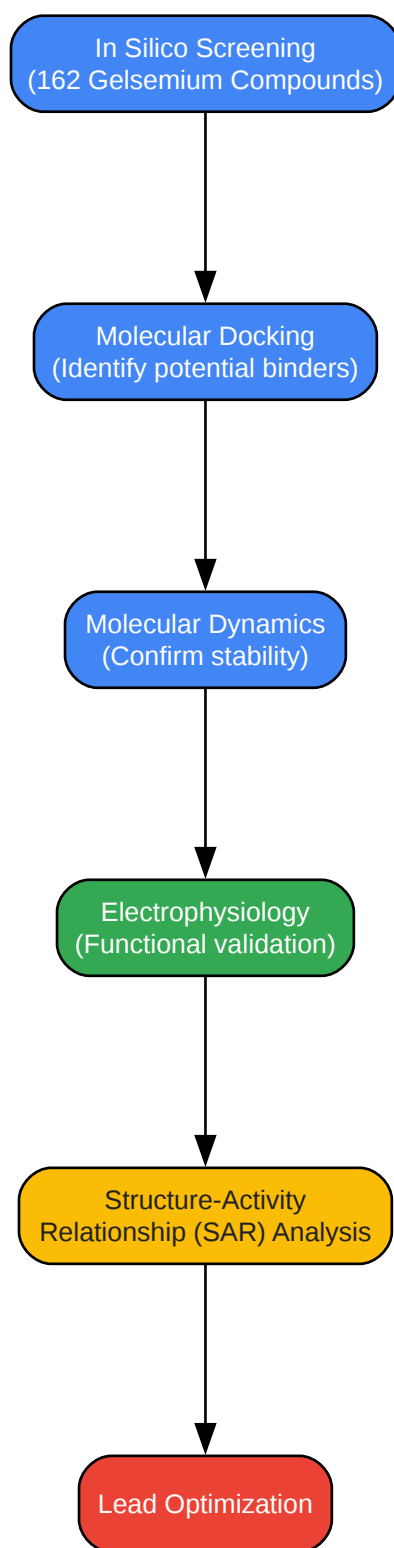 In Silico Screening
(162 Gelsemium Compounds)
Molecular Docking
(Identify potential binders)
Molecular Dynamics
(Confirm stability)
Electrophysiology
(Functional validation)
Structure-Activity
Relationship (SAR) Analysis
Lead Optimization